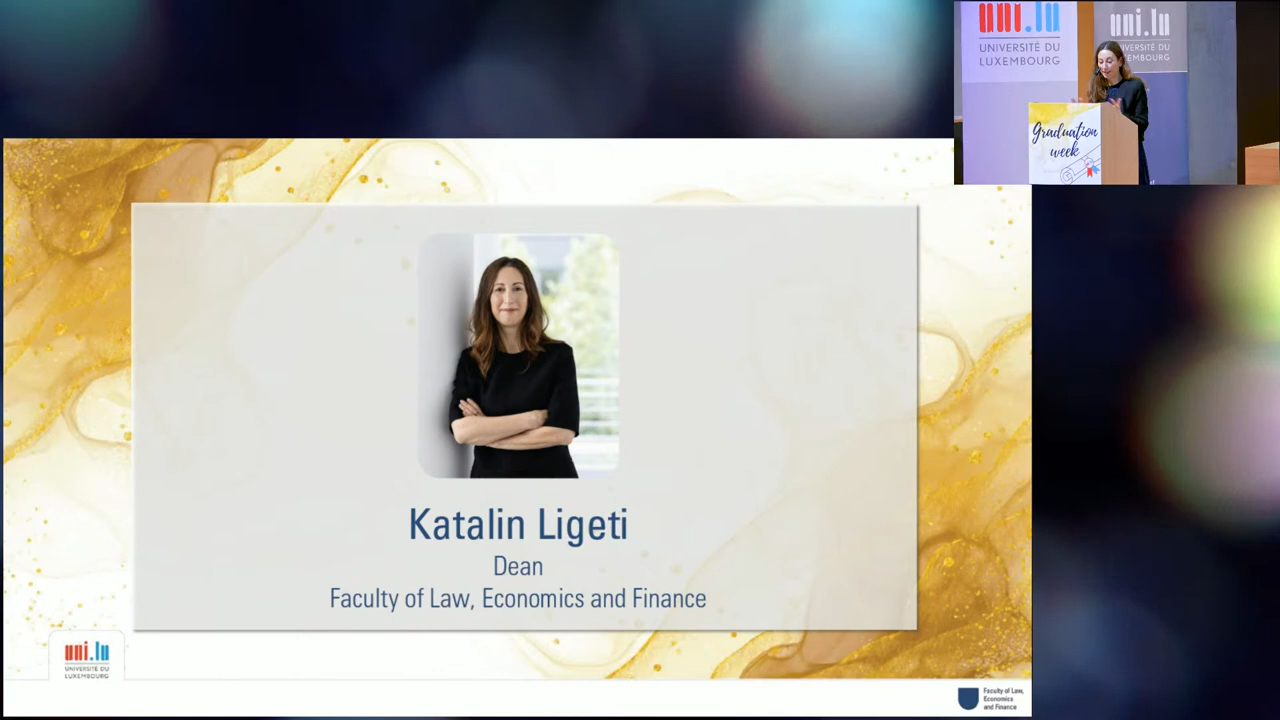 uni.lu
UNIVERSITÉ DU
LUXEMBOURG
uni.lu
UNIVERSITÉ DU
LUXEMBOURG
Graduation
week
Katalin Ligeti
Dean
Faculty of Law, Economics and Finance
uni.lu
UNIVERSITÉ DU
LUXEMBOURG
Faculty of Law,
Economics
and Finance